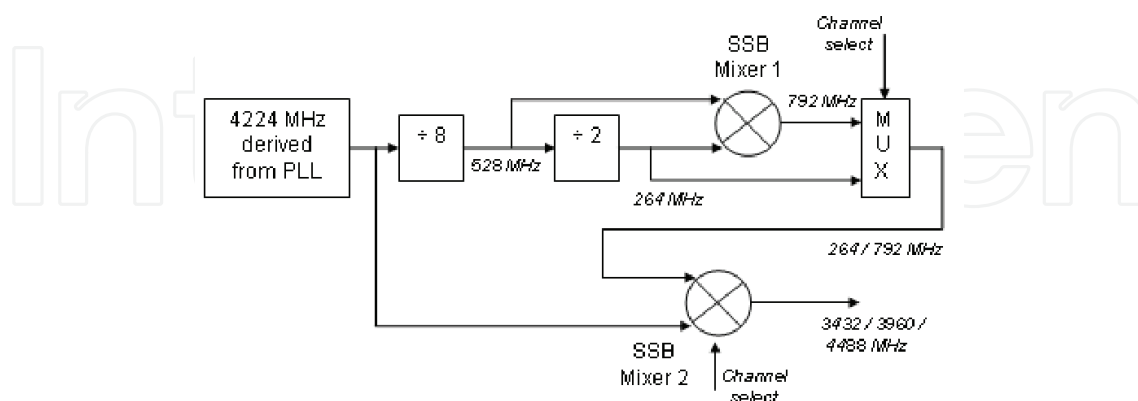 Channel
select
SSB
Mixer 1
792 MHz
4224 MHz
derived
from PLL
÷ 8
÷ 2
M
U
X
528 MHz
264 MHz
264 / 792 MHz
3432 / 3960 /
4488 MHz
SSB
Mixer 2
Channel
select